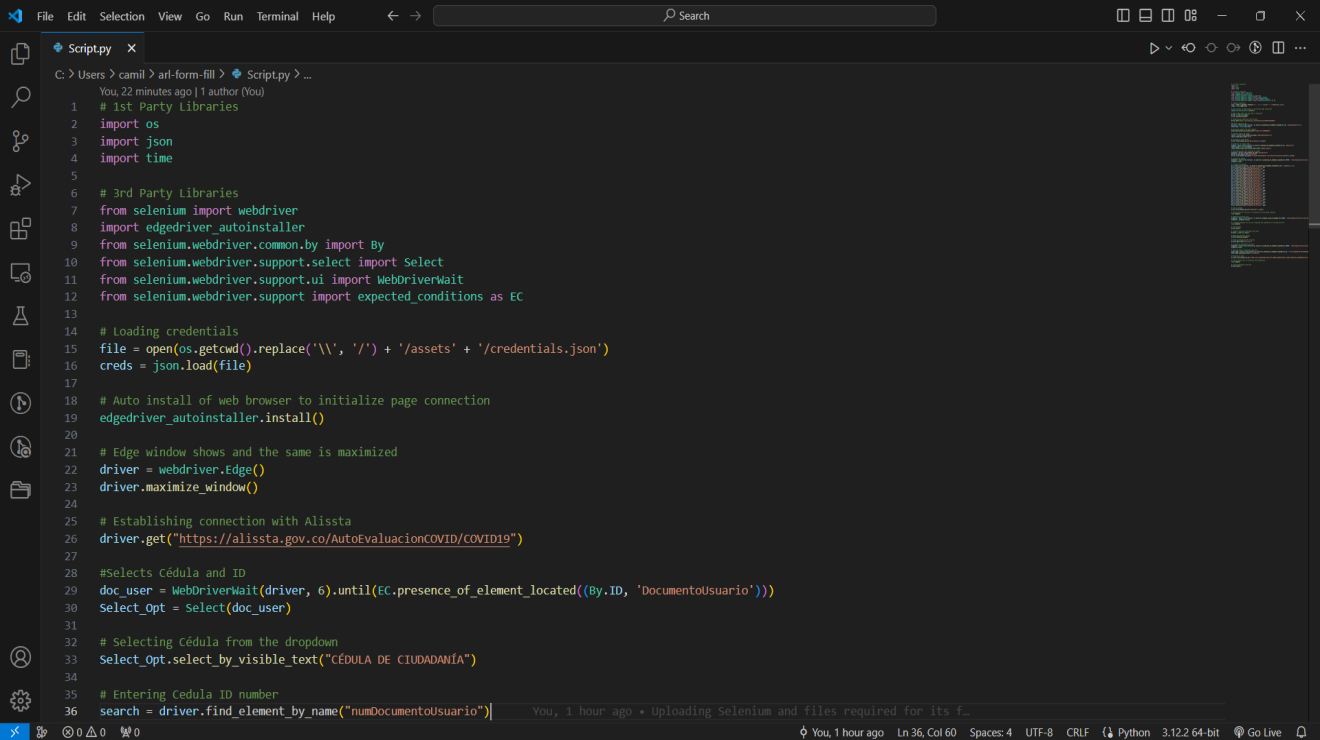 File Edit Selection View Go Run Terminal Help
Search
Script.py
C: > Users > camil > arl-form-fill > Script.py > ...
You, 22 minutes ago | 1 author (You)
1 # 1st Party Libraries
2 import os
3 import json
4 import time
5
6 # 3rd Party Libraries
7 from selenium import webdriver
8 import edgedriver_autoinstaller
9 from selenium.webdriver.common.by import By
10 from selenium.webdriver.support.select import Select
11 from selenium.webdriver.support.ui import WebDriverWait
12 from selenium.webdriver.support import expected_conditions as EC
13
14 # Loading credentials
15 file = open(os.getcwd().replace('\\', '/') + '/assets' + '/credentials.json')
16 creds = json.load(file)
17
18 # Auto install of web browser to initialize page connection
19 edgedriver_autoinstaller.install()
20
21 # Edge window shows and the same is maximized
22 driver = webdriver.Edge()
23 driver.maximize_window()
24
25 # Establishing connection with Alissta
26 driver.get("https://alissta.gov.co/AutoEvaluacionCOVID/COVID19")
27
28 #Selects Cédula and ID
29 doc_user = WebDriverWait(driver, 6).until(EC.presence_of_element_located((By.ID, 'DocumentoUsuario')))
30 Select_Opt = Select(doc_user)
31
32 # Selecting Cédula from the dropdown
33 Select_Opt.select_by_visible_text("CÉDULA DE CIUDADANÍA")
34
35 # Entering Cedula ID number
36 search = driver.find_element_by_name("numDocumentoUsuario") You, 1 hour ago • Uploading Selenium and files required for its f…
0 0 0 You, 1 hour ago Ln 36, Col 60 Spaces: 4 UTF-8 CRLF Python 3.12.2 64-bit Go Live